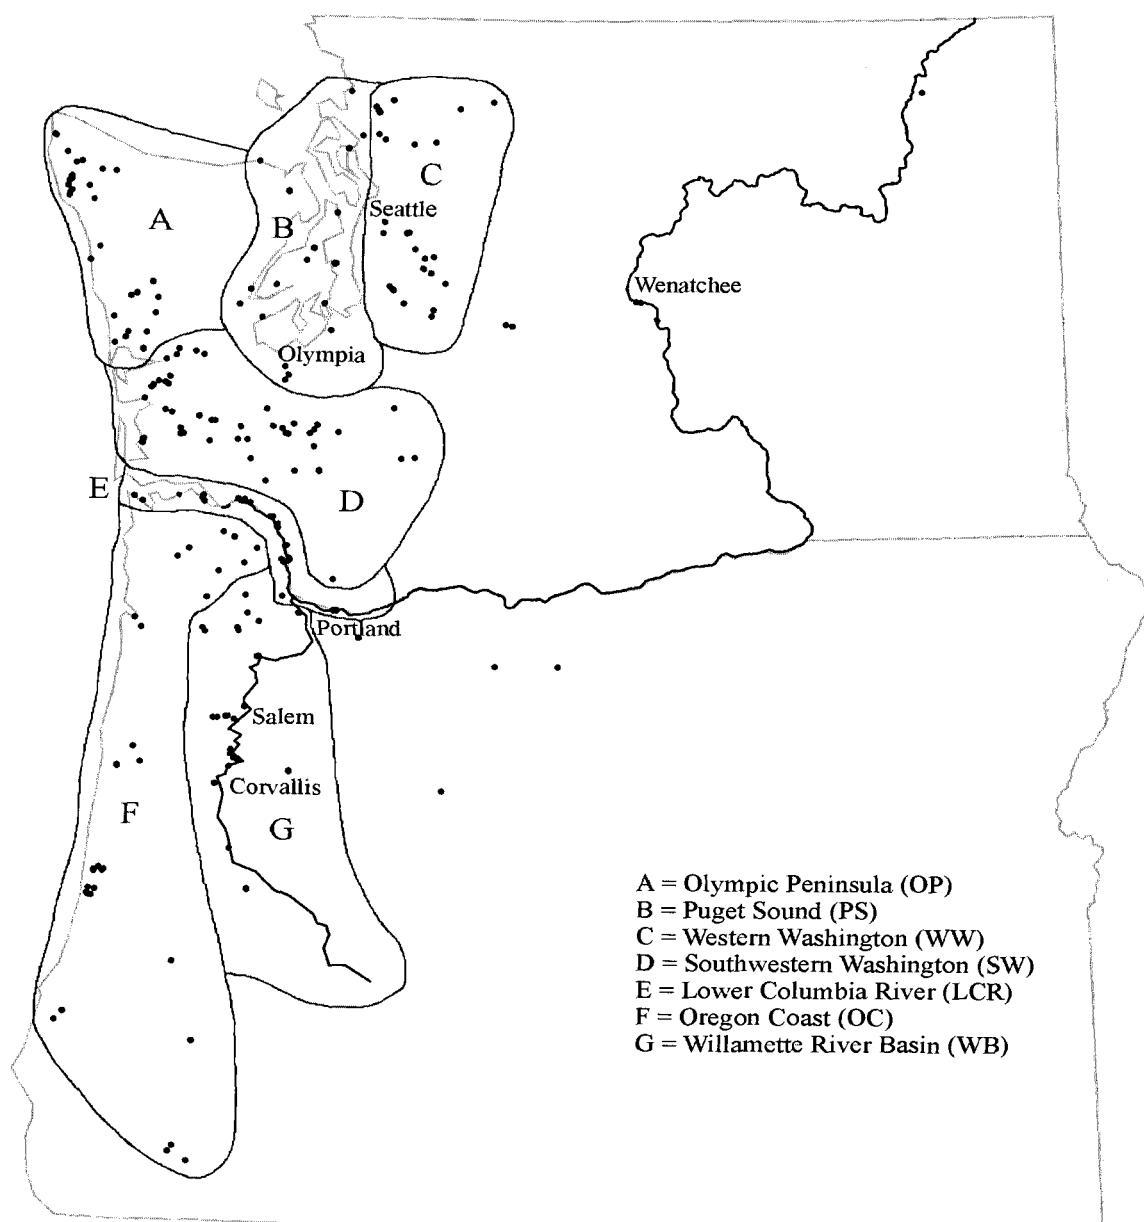 C
Seattle
A
B
Wenatchee
Olympia
E
D
Portland
Salem
Corvallis
F
G
A = Olympic Peninsula (OP)
B = Puget Sound (PS)
C = Western Washington (WW)
D = Southwestern Washington (SW)
E = Lower Columbia River (LCR)
F = Oregon Coast (OC)
G = Willamette River Basin (WB)